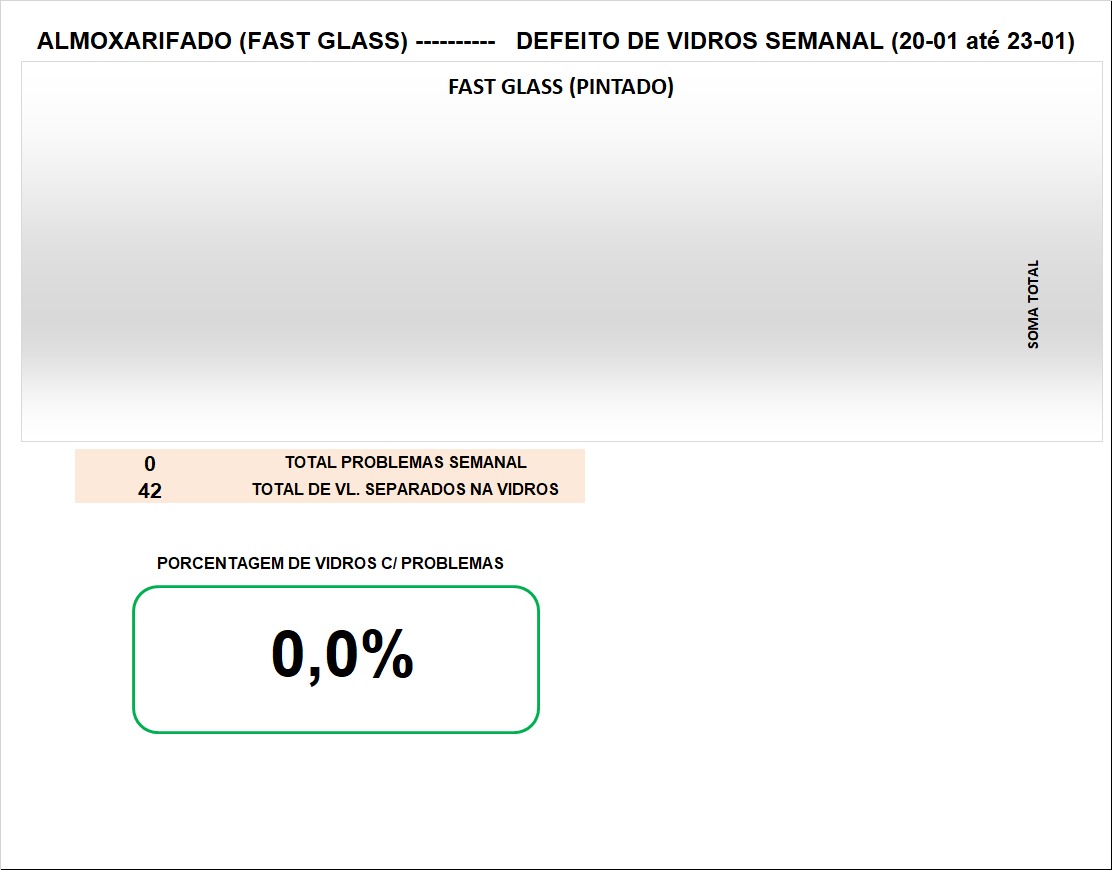 ALMOXARIFADO (FAST GLASS) ---------- DEFEITO DE VIDROS SEMANAL (20-01 até 23-01)
FAST GLASS (PINTADO)
SOMA TOTAL
0 TOTAL PROBLEMAS SEMANAL
42 TOTAL DE VL. SEPARADOS NA VIDROS
PORCENTAGEM DE VIDROS C/ PROBLEMAS
0,0%